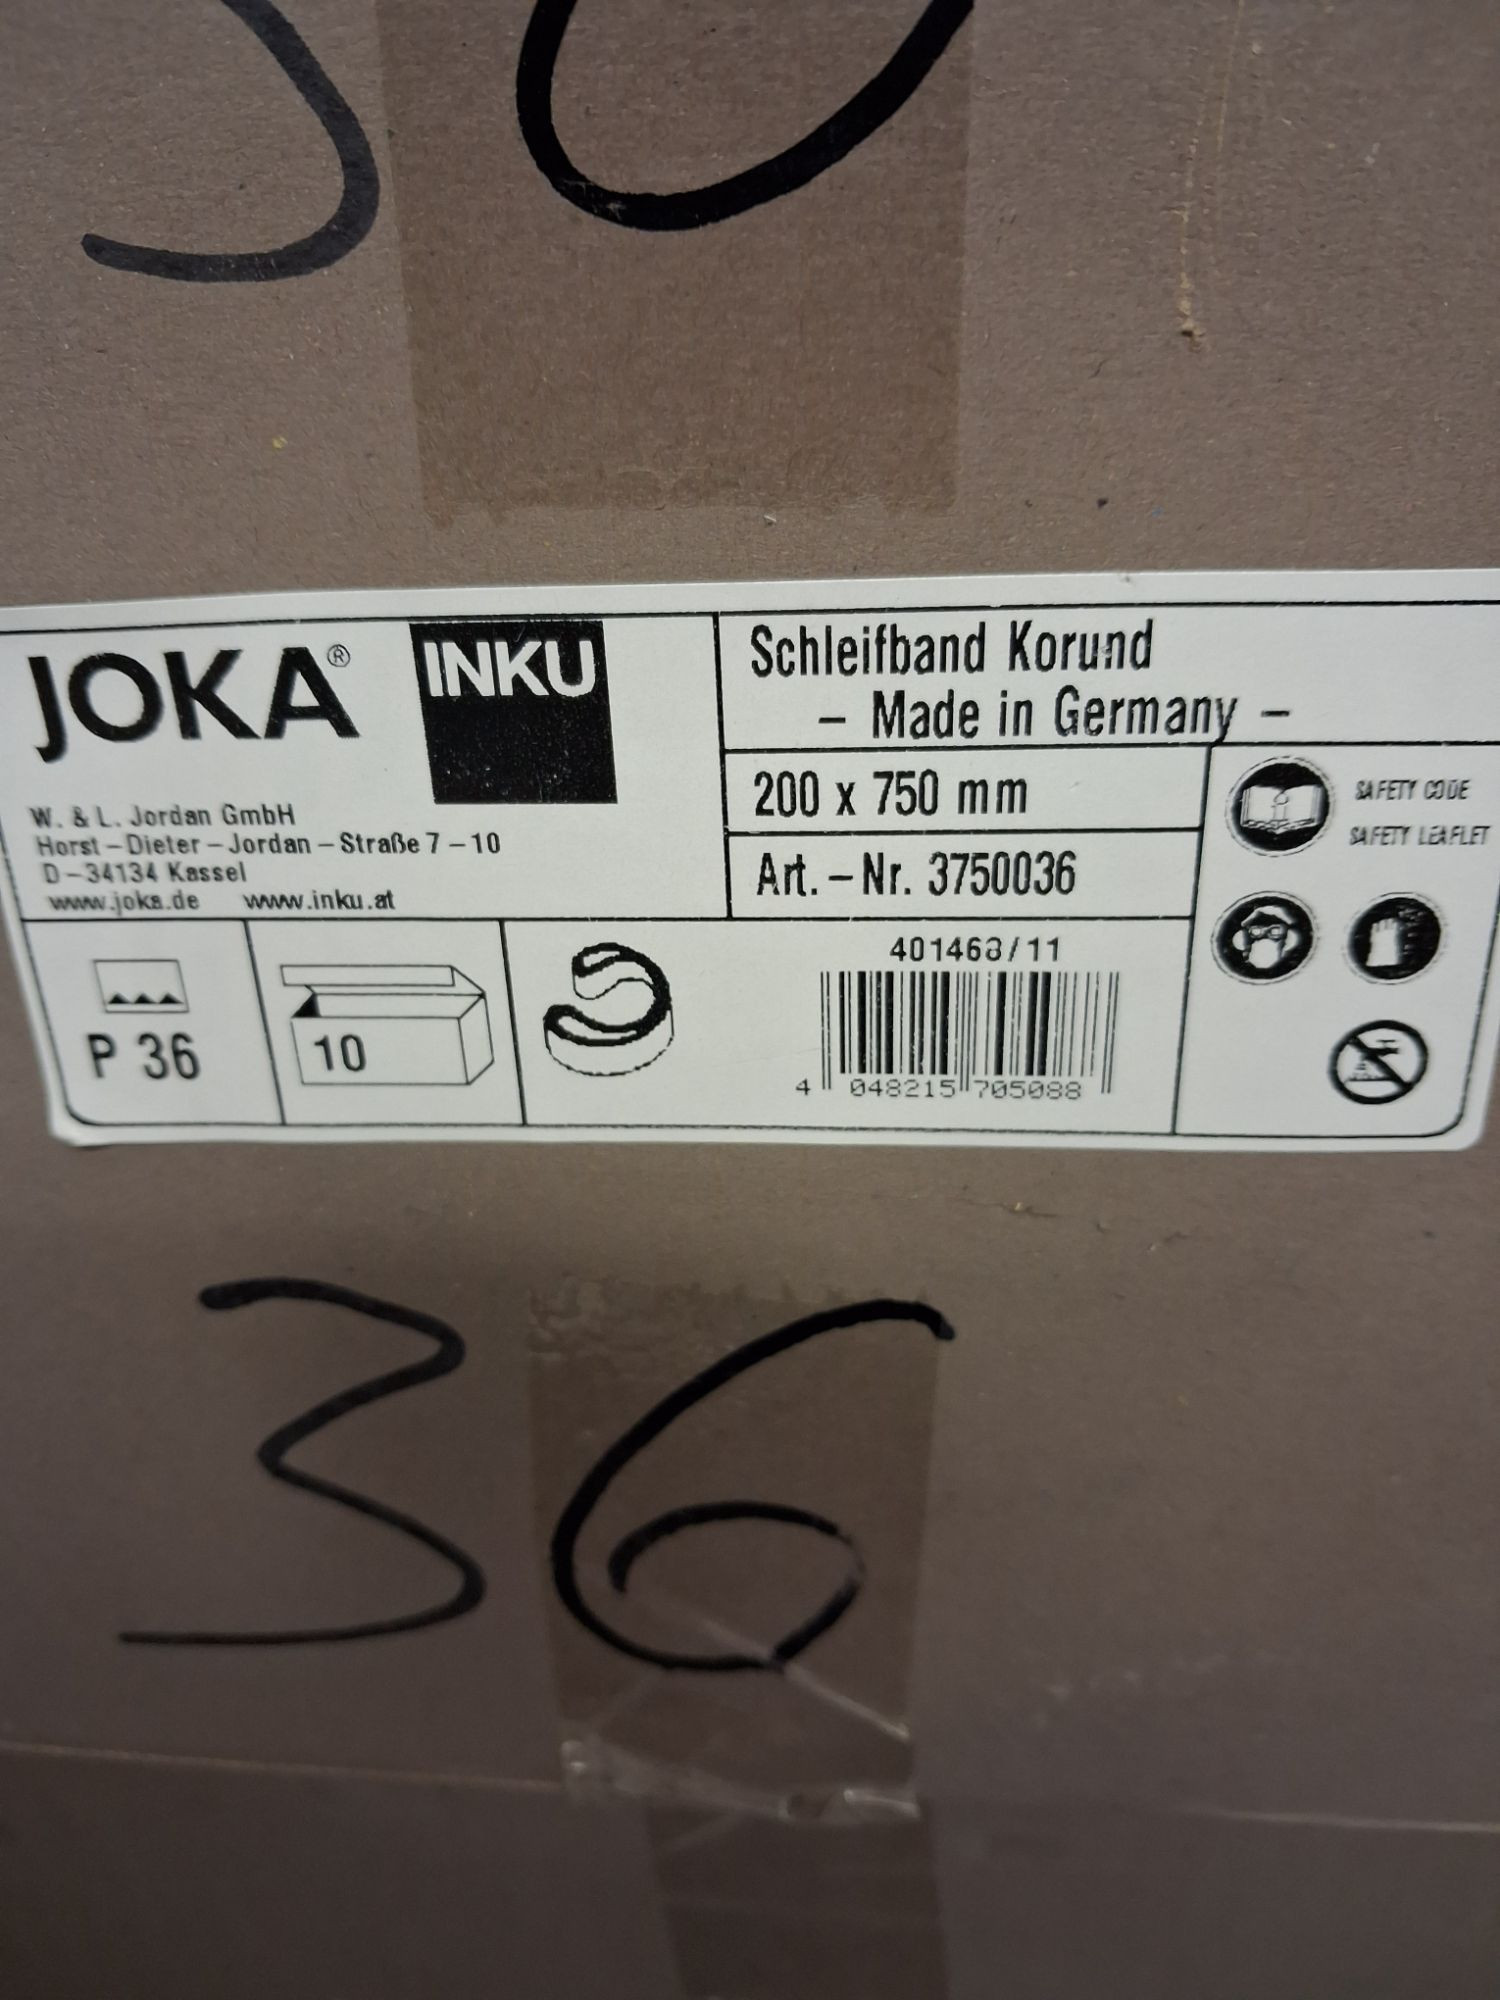 JOKA®
INKU
Schleifband Korund
– Made in Germany –
200 x 750 mm
Art.–Nr. 3750036
W. & L. Jordan GmbH
Horst–Dieter–Jordan–Straße 7–10
D–34134 Kassel
www.joka.de www.inku.at
SAFETY CODE
SAFETY LEAFLET
P 36
10
401468/11
4 048215 705088
36